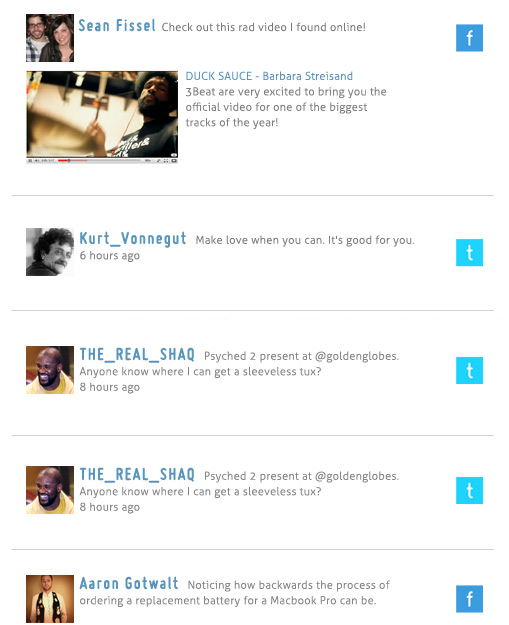 Sean Fissel Check out this rad video I found online!
f
DUCK SAUCE - Barbara Streisand
3Beat are very excited to bring you the
official video for one of the biggest
tracks of the year!
Kurt_Vonnegut Make love when you can. It's good for you.
6 hours ago
t
THE_REAL_SHAQ Psyched 2 present at @goldenglobes.
Anyone know where I can get a sleeveless tux?
8 hours ago
t
THE_REAL_SHAQ Psyched 2 present at @goldenglobes.
Anyone know where I can get a sleeveless tux?
8 hours ago
t
Aaron Gotwalt Noticing how backwards the process of
ordering a replacement battery for a Macbook Pro can be.
f